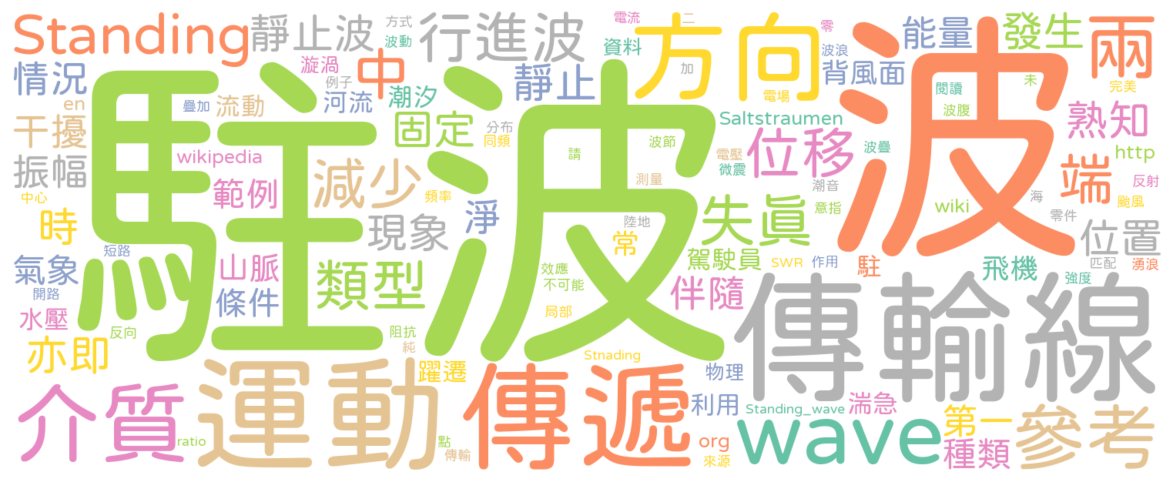 Standing
靜止波
方式
波動
行進波
電流
資料
二
方向
零
波浪
能量
發生
兩
情況
漩渦
例子
中
靜止
加
電場
背風面
波
閱讀
未
完美
en
疊加
流動
河流
潮汐
固定
分布
同頻
Saltstraumen
波腹
熟知
干擾
駐波
請
波節
電壓
微震
位移
波疊
http
振幅
wikipedia
範例
減少
頻率
淨
測量
潮音
端
反射
中心
wiki
海
颱風
時
現象
陸地
失真
意指
零件
位置
短路
常
駕駛員
SWR
作用
駐
飛機
匹配
湧浪
氣象
山脈
類型
效應
不可能
伴隨
強度
開路
條件
局部
傳輸線
水壓
反向
阻抗
純
亦即
Stnading
躍遷
物理
介質
運動
傳遞
利用
Standing_wave
湍急
第一
參考
ratio
點
傳輸
org
來源
wave
種類